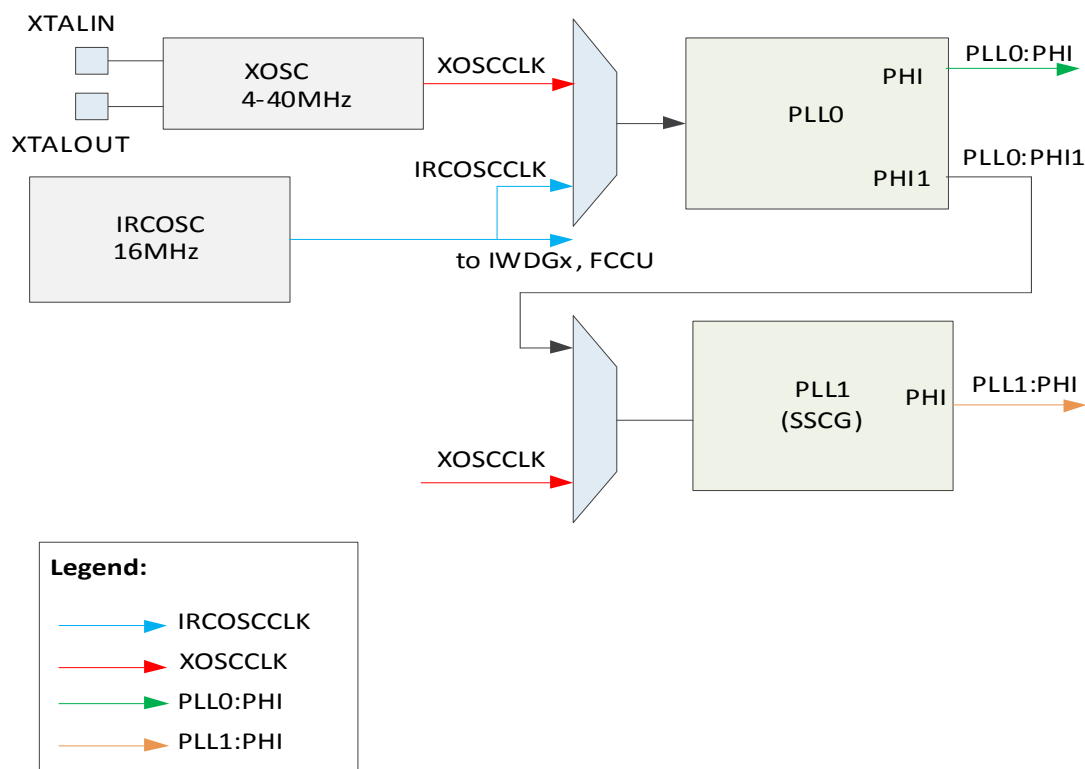 XTALIN
XTALOUT
XOSC
4-40MHz
XOSCCLK
IRCOSC
16MHz
IRCOSCCLK
to IWDGx, FCCU
PLL0
PHI
PHI1
PLL0:PHI
PLL0:PHI1
XOSCCLK
PLL1
(SSCG)
PHI
PLL1:PHI
Legend:
IRCOSCCLK
XOSCCLK
PLL0:PHI
PLL1:PHI